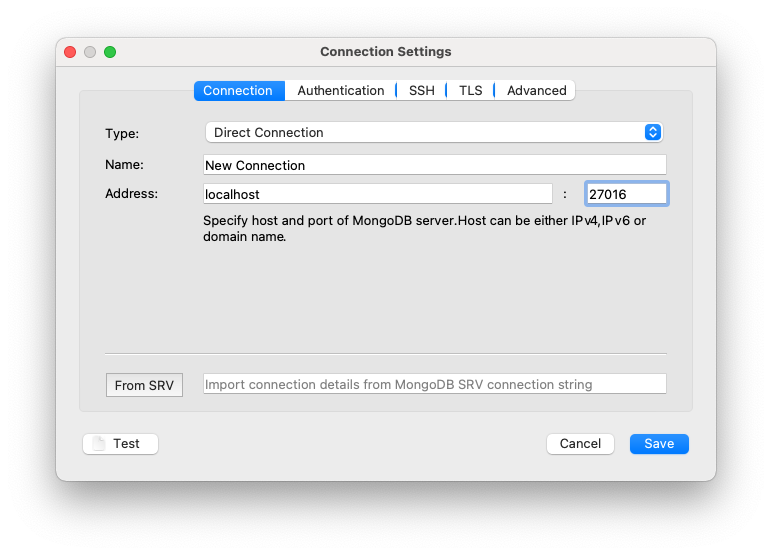 Connection Settings
Connection Authentication SSH TLS Advanced
Type: Direct Connection
Name: New Connection
Address: localhost : 27016
Specify host and port of MongoDB server.Host can be either IPv4,IPv6 or
domain name.
From SRV Import connection details from MongoDB SRV connection string
Test Cancel Save